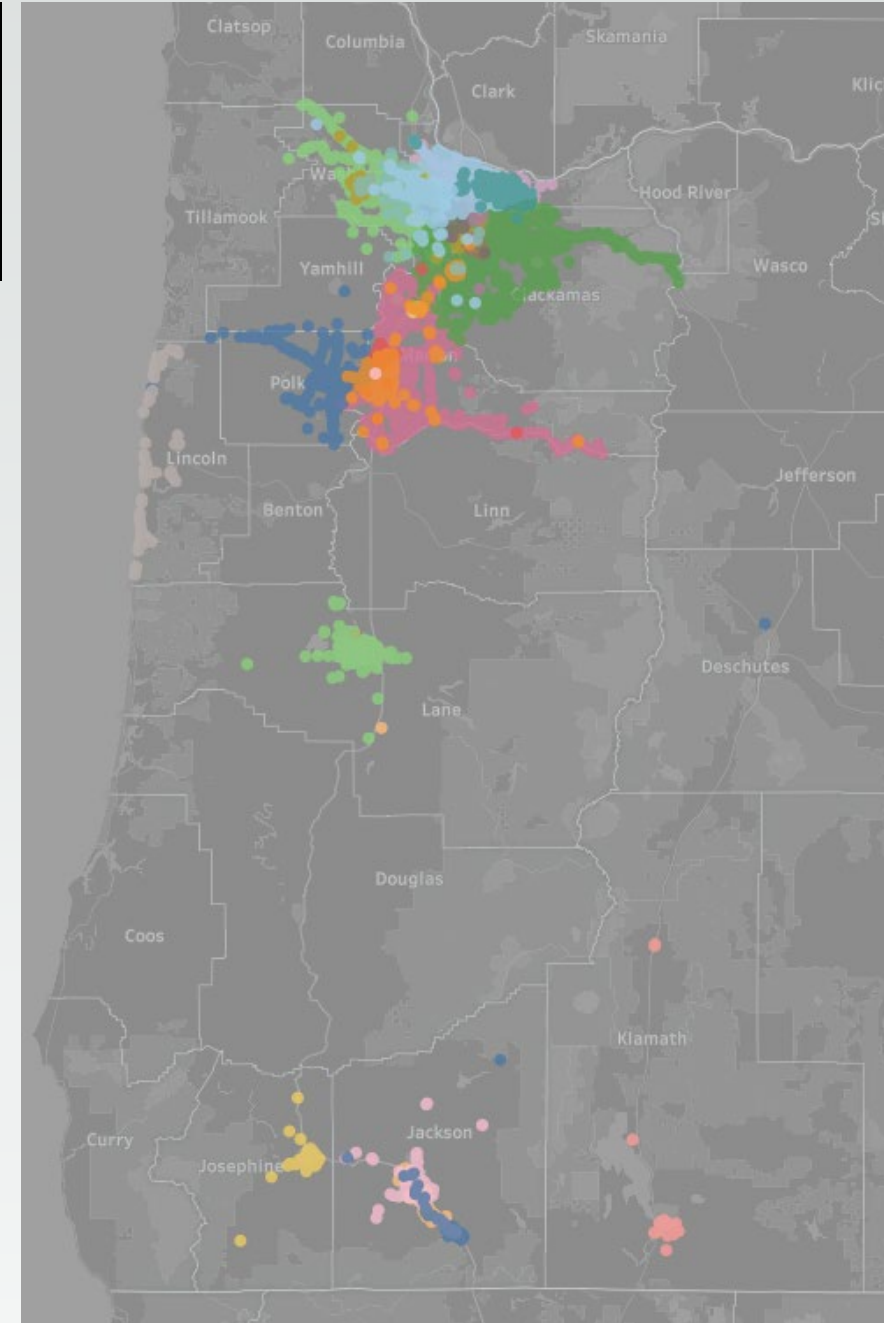 Clatsop
Columbia
Skamania
Clark
Klic
Hood River
Tillamook
Yamhill
Wasco
Clackamas
Polk
Lincoln
Jefferson
Benton
Linn
Deschutes
Lane
Douglas
Coos
Klamath
Curry
Jackson
Josephine